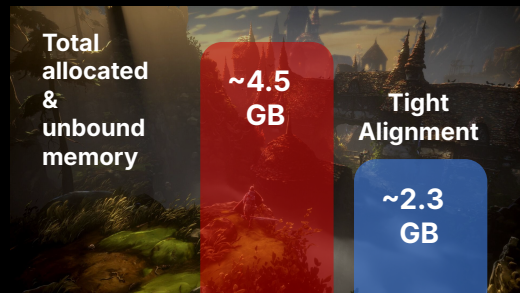 Total
allocated
&
unbound
memory
~4.5
GB
Tight
Alignment
~2.3
GB